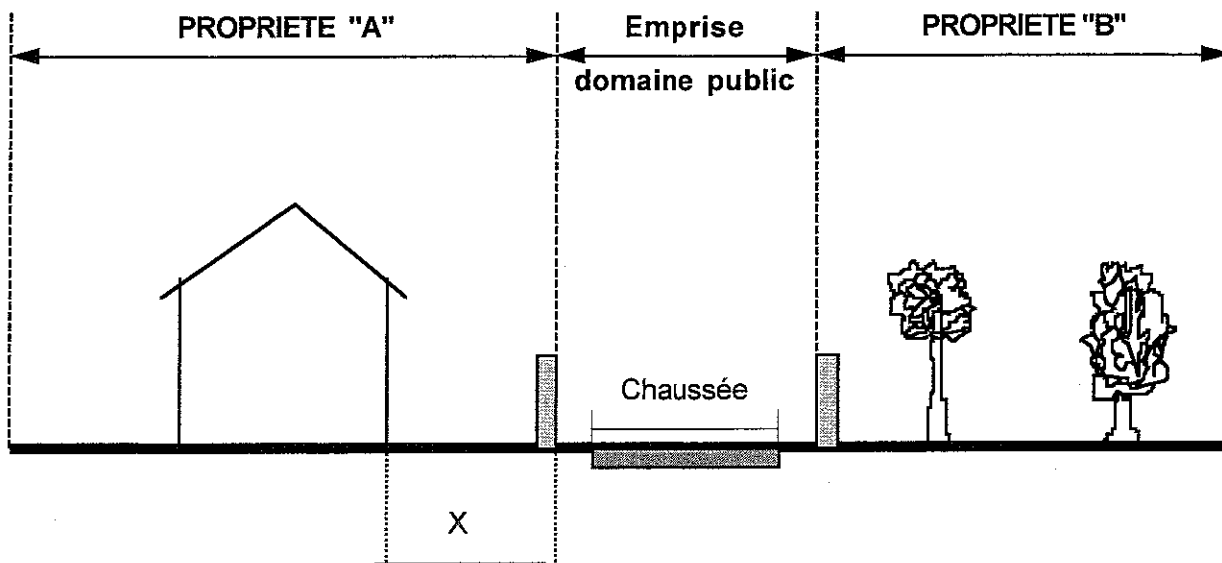 PROPRIETE "A"
Emprise
domaine public
PROPRIETE "B"
Chaussée
X